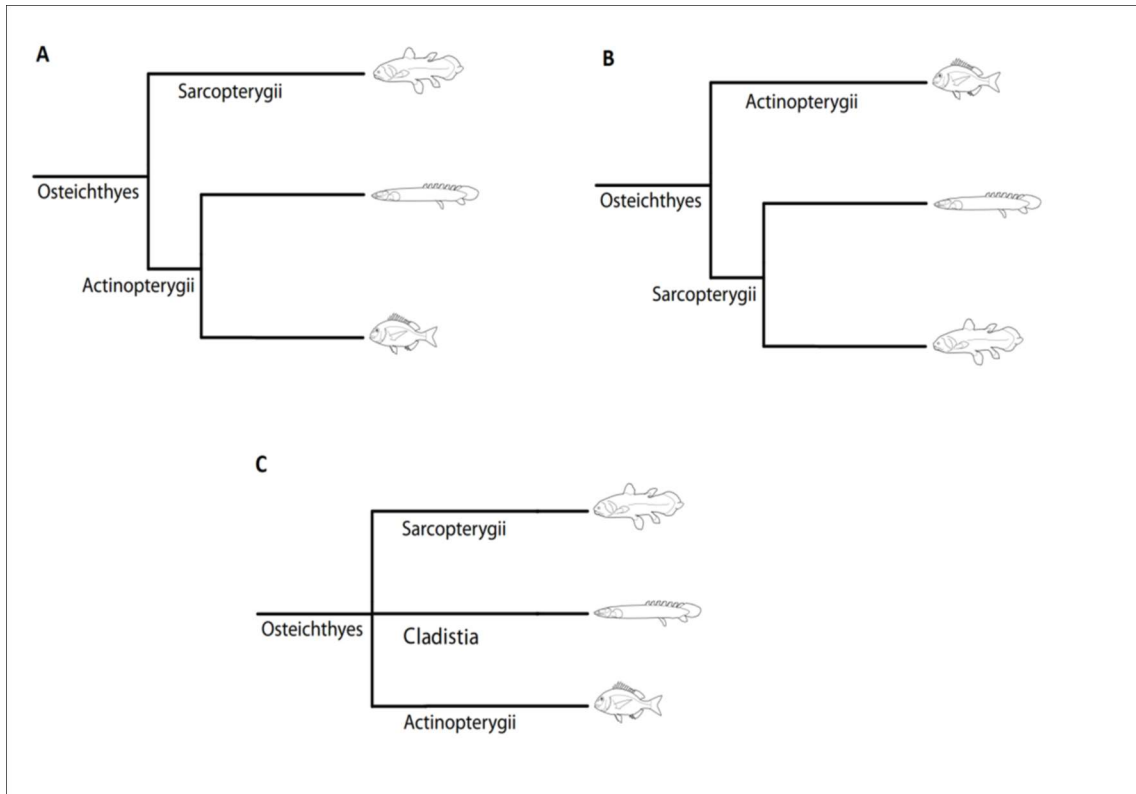 A
Sarcopterygii
Osteichthyes
Actinopterygii
B
Actinopterygii
Osteichthyes
Sarcopterygii
C
Sarcopterygii
Osteichthyes
Cladistia
Actinopterygii